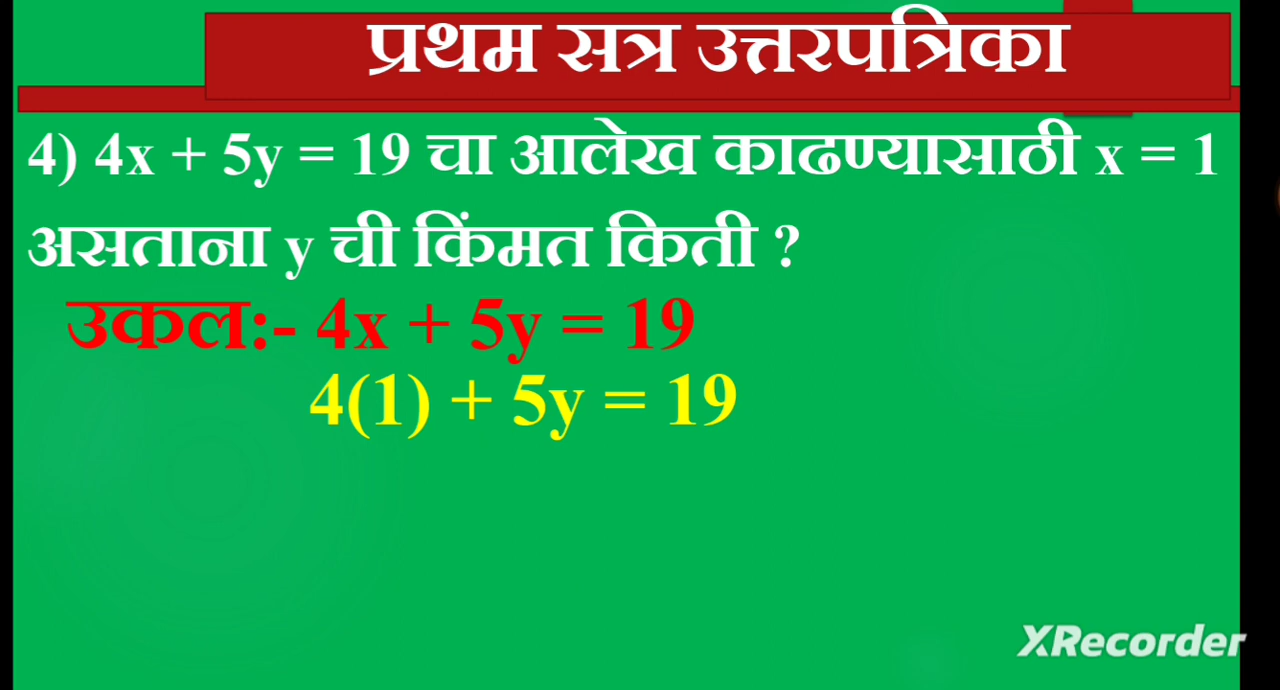 प्रथम सत्र उत्तरपत्रिका
4) 4x + 5y = 19 चा आलेख काढण्यासाठी x = 1
असताना y ची किंमत किती ?
उकल:- 4x + 5y = 19
4(1) + 5y = 19
XRecorder